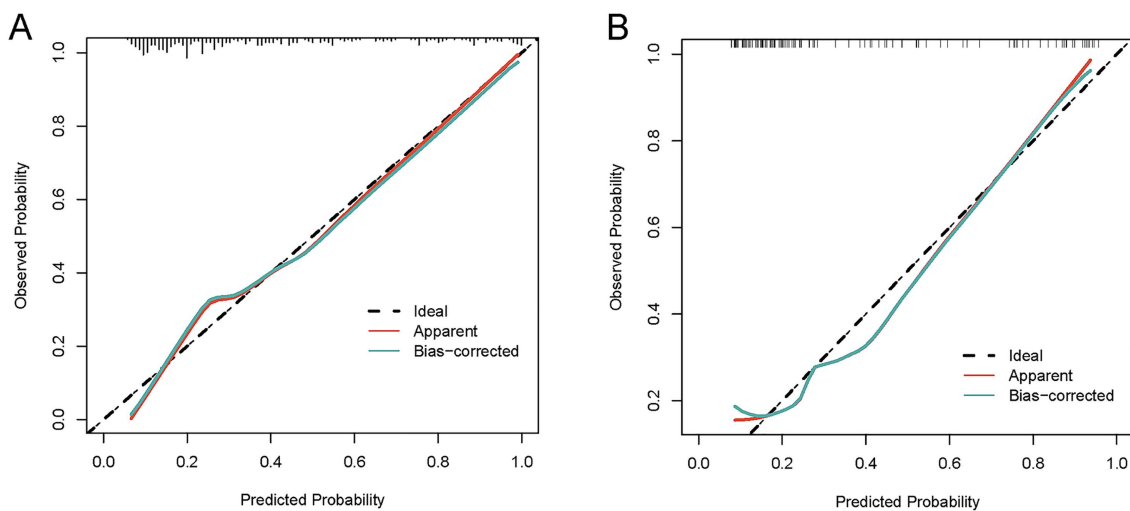 A
1.0
0.8
0.6
0.4
0.2
0.0
Observed Probability
Ideal
Apparent
Bias-corrected
0.0 0.2 0.4 0.6 0.8 1.0
Predicted Probability
B
1.0
0.8
0.6
0.4
0.2
Observed Probability
Ideal
Apparent
Bias-corrected
0.0 0.2 0.4 0.6 0.8 1.0
Predicted Probability